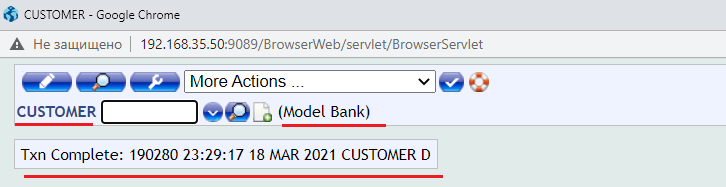 CUSTOMER - Google Chrome
Не защищено 192.168.35.50:9089/BrowserWeb/servlet/BrowserServlet
More Actions ...
CUSTOMER (Model Bank)
Txn Complete: 190280 23:29:17 18 MAR 2021 CUSTOMER D